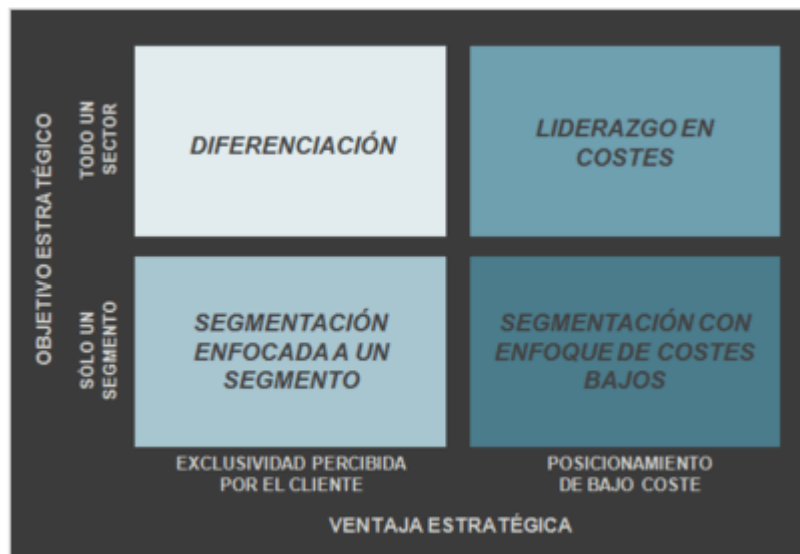 OBJETIVO ESTRATÉGICO
TODO UN
SECTOR
DIFERENCIACIÓN
LIDERAZGO EN
COSTES
SÓLO UN
SEGMENTO
SEGMENTACIÓN
ENFOCADA A UN
SEGMENTO
SEGMENTACIÓN CON
ENFOQUE DE COSTES
BAJOS
EXCLUSIVIDAD PERCIBIDA
POR EL CLIENTE
POSICIONAMIENTO
DE BAJO COSTE
VENTAJA ESTRATÉGICA